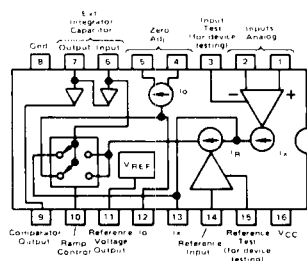 Ext
Integrator
Capacitor
Gnd Output Input
Zero
Adj
Input
Test
(for device
testing)
Inputs
Analog
8 7 6 5 4 3 2 1
IO
− +
IR
Ix
VREF
9 10 11 12 13 14 15 16
Comparator
Output
Ramp
Control
Reference
Voltage
Output
IO
Reference
Input
Reference
Test
(for device
testing)
VCC